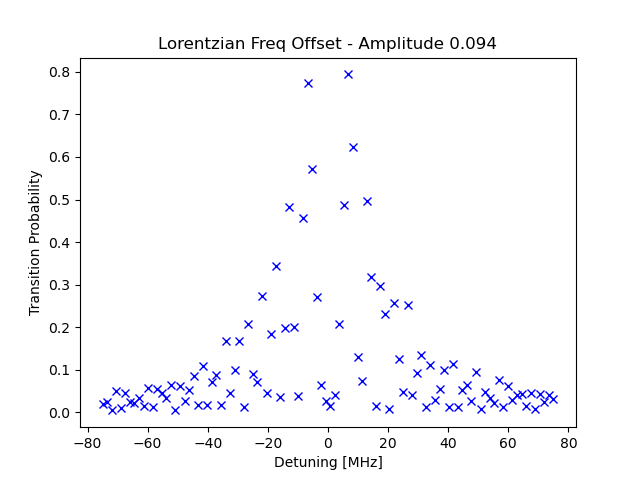 Lorentzian Freq Offset - Amplitude 0.094
Transition Probability
0.8
0.7
0.6
0.5
0.4
0.3
0.2
0.1
0.0
−80 −60 −40 −20 0 20 40 60 80
Detuning [MHz]